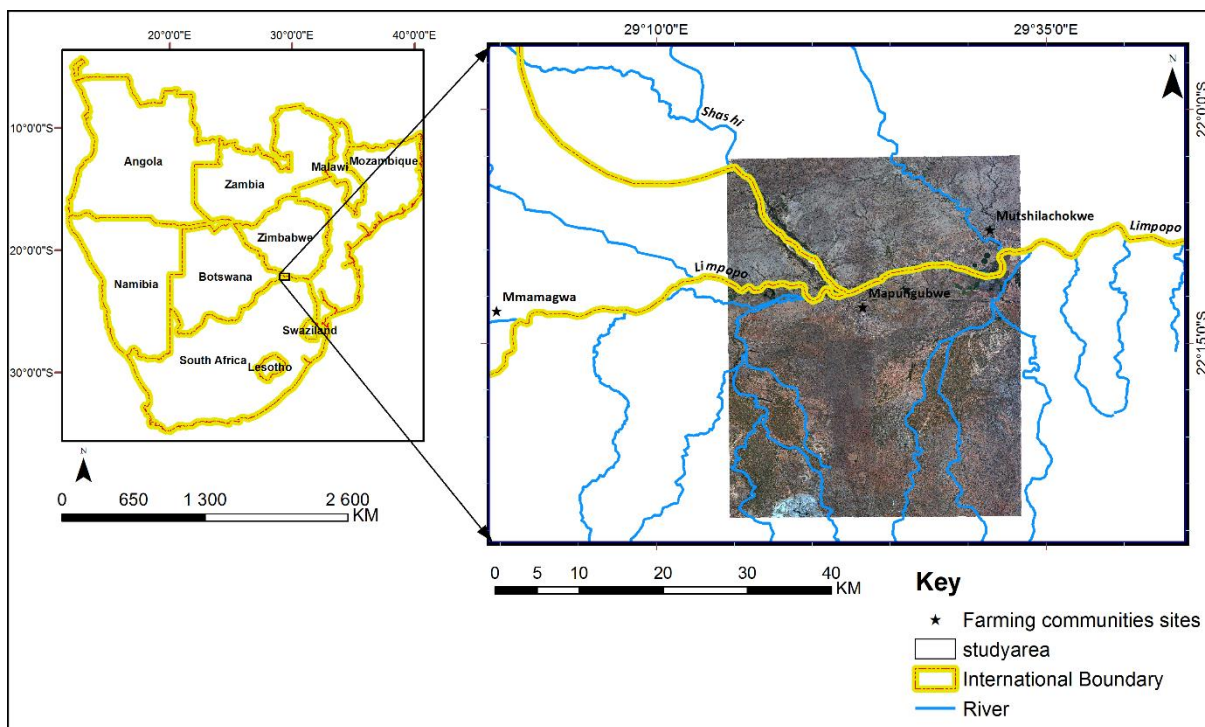 20°0'0"E
30°0'0"E
40°0'0"E
10°0'0"S
20°0'0"S
30°0'0"S
Angola
Zambia
Malawi
Mozambique
Zimbabwe
Namibia
Botswana
Swaziland
South Africa
Lesotho
N
0 650 1 300 2 600
KM
29°10'0"E
29°35'0"E
N
22°0'0"S
22°15'0"S
Shashi
Mutshilachokwe
Limpopo
Limpopo
Mmamagwa
Mapungubwe
0 5 10 20 30 40
KM
Key
Farming communities sites
studyarea
International Boundary
River